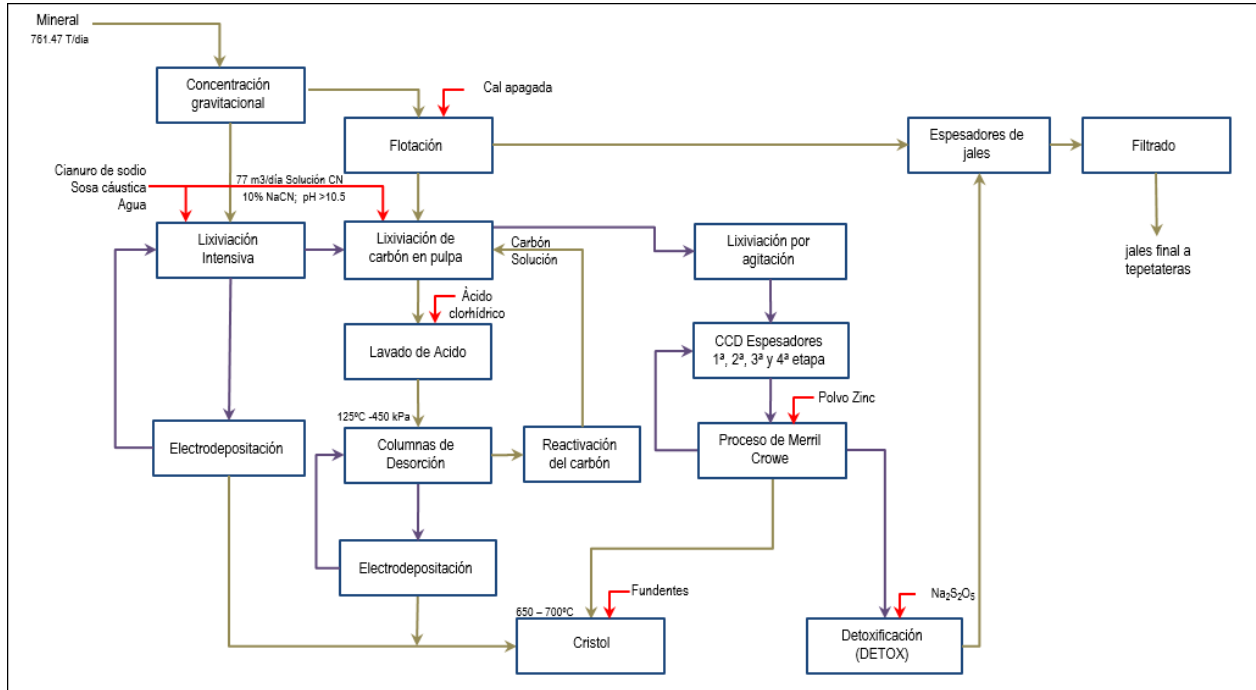 Mineral
761.47 T/dia
Concentración
gravitacional
Cal apagada
Flotación
Espesadores de
jales
Filtrado
Cianuro de sodio
Sosa cáustica
Agua
77 m3/día Solución CN
10% NaCN; pH >10.5
Lixiviación
Intensiva
Lixiviación de
carbón en pulpa
Carbón
Solución
Lixiviación por
agitación
jales final a
tepetateras
Ácido
clorhídrico
Lavado de Acido
CCD Espesadores
1ª, 2ª, 3ª y 4ª etapa
Polvo Zinc
125ºC -450 kPa
Electrodepositación
Columnas de
Desorción
Reactivación
del carbón
Proceso de Merril
Crowe
Electrodepositación
Fundentes
Na₂S₂O₅
650 – 700ºC
Cristol
Detoxificación
(DETOX)